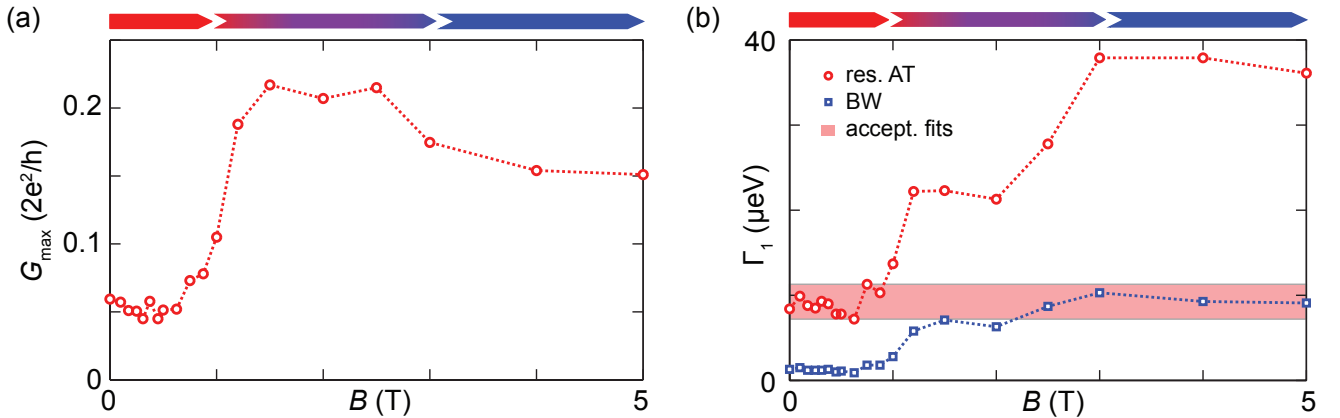 (a)
0.2
0.1
0
G_max (2e²/h)
0
B (T)
5
(b)
40
0
Γ₁ (μeV)
res. AT
BW
accept. fits
0
B (T)
5